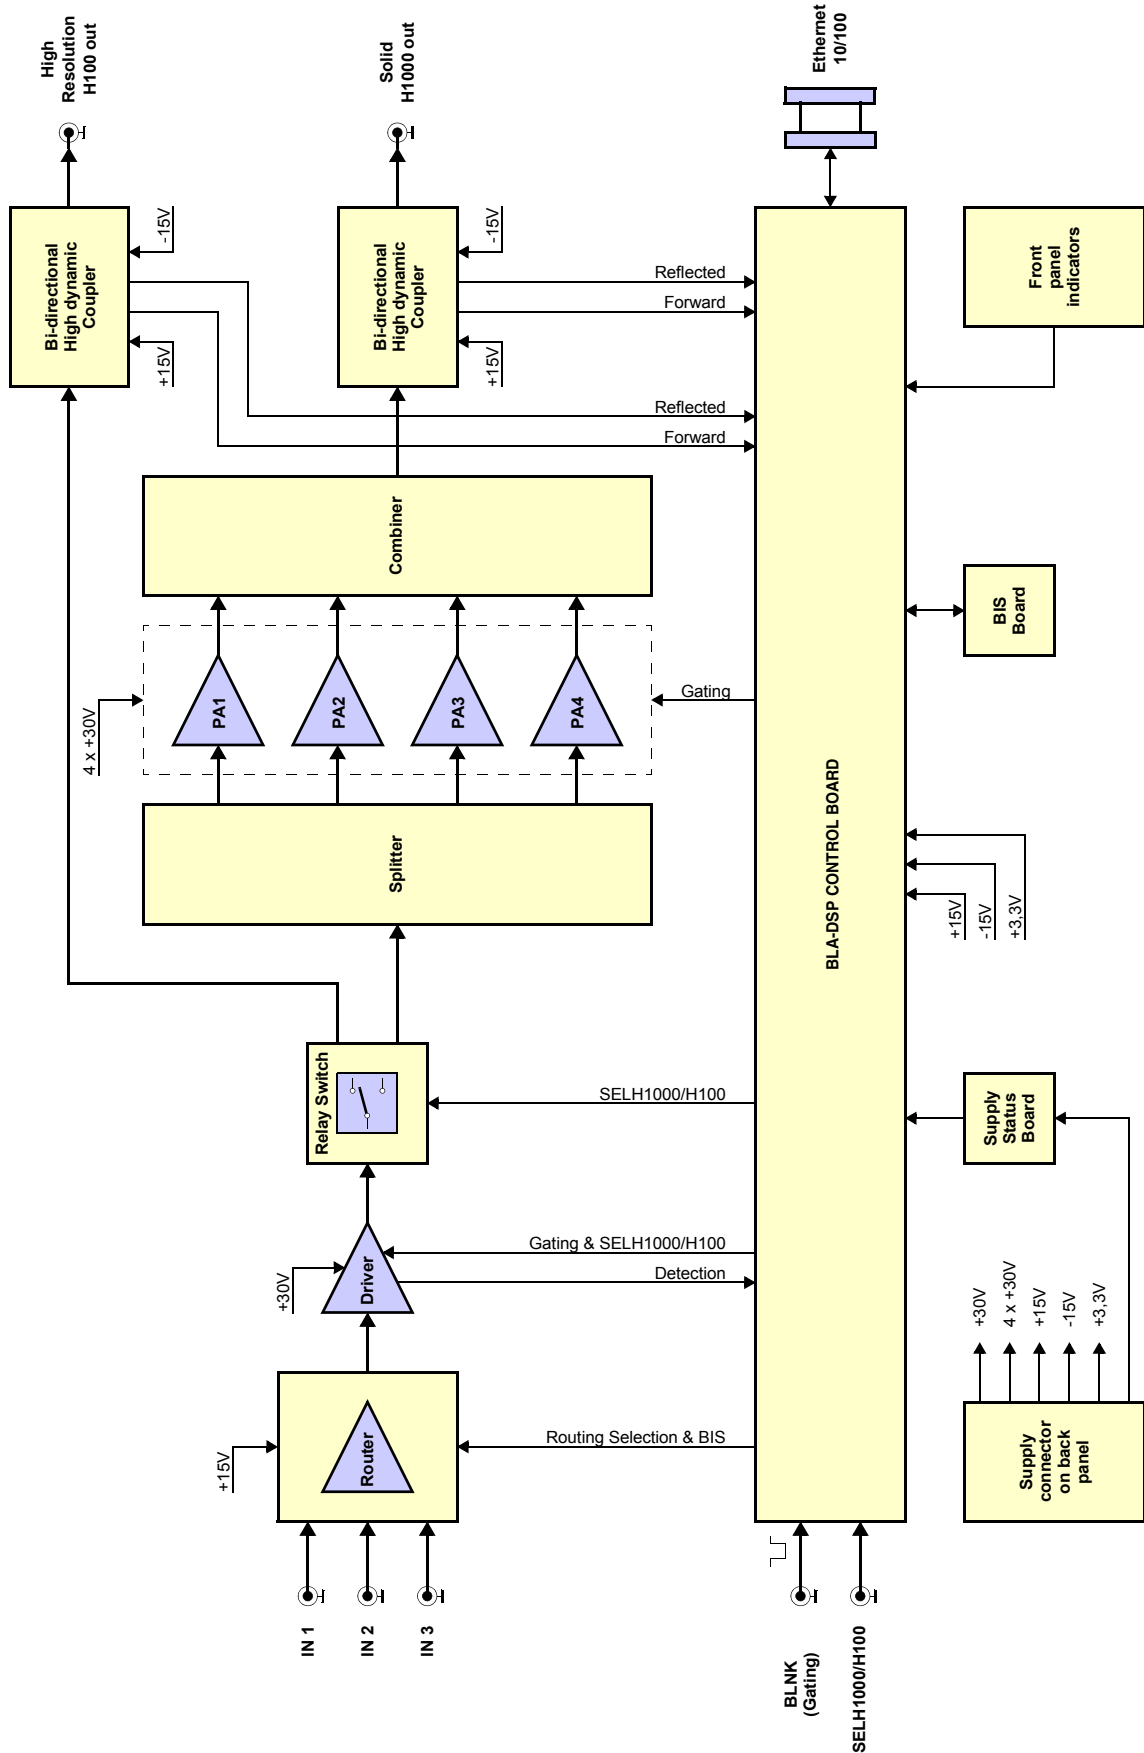 High
Resolution
H100 out
Solid
H1000 out
Ethernet
10/100
Bi-directional
High dynamic
Coupler
+15V
-15V
Bi-directional
High dynamic
Coupler
+15V
-15V
Reflected
Forward
Reflected
Forward
Combiner
4 x +30V
PA1
PA2
PA3
PA4
Gating
Splitter
Relay Switch
SELH1000/H100
+30V
Driver
Gating & SELH1000/H100
Detection
+15V
Router
Routing Selection & BIS
IN 1
IN 2
IN 3
BLNK
(Gating)
SELH1000/H100
BLA-DSP CONTROL BOARD
Front
panel
indicators
BIS
Board
+15V
-15V
+3,3V
Supply
Status
Board
+30V
4 x +30V
+15V
-15V
+3,3V
Supply
connector
on back
panel